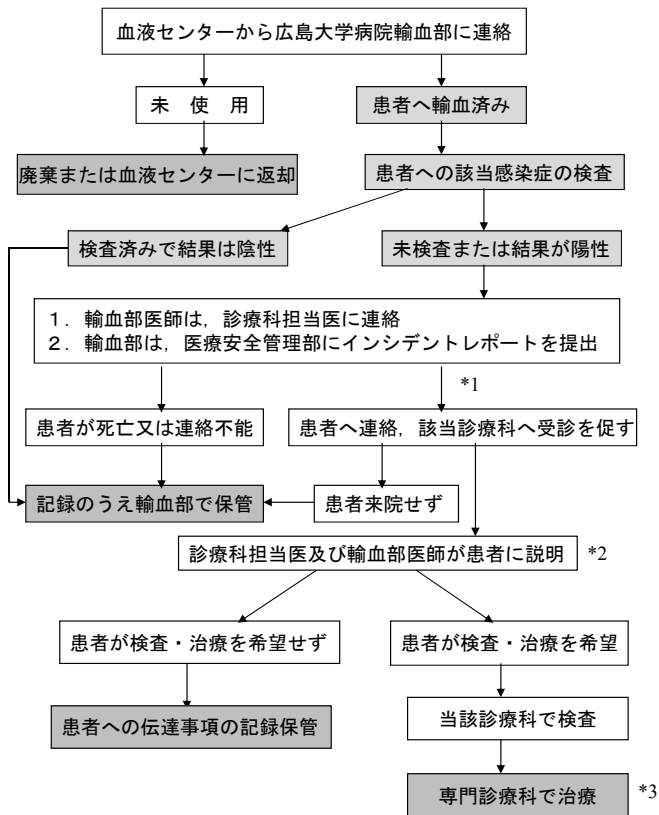 血液センターから広島大学病院輸血部に連絡
未　使　用
患者へ輸血済み
廃棄または血液センターに返却
患者への該当感染症の検査
検査済みで結果は陰性
未検査または結果が陽性
１．輸血部医師は，診療科担当医に連絡
２．輸血部は，医療安全管理部にインシデントレポートを提出
*1
患者が死亡又は連絡不能
患者へ連絡，該当診療科へ受診を促す
記録のうえ輸血部で保管
患者来院せず
診療科担当医及び輸血部医師が患者に説明
*2
患者が検査・治療を希望せず
患者が検査・治療を希望
患者への伝達事項の記録保管
当該診療科で検査
専門診療科で治療
*3